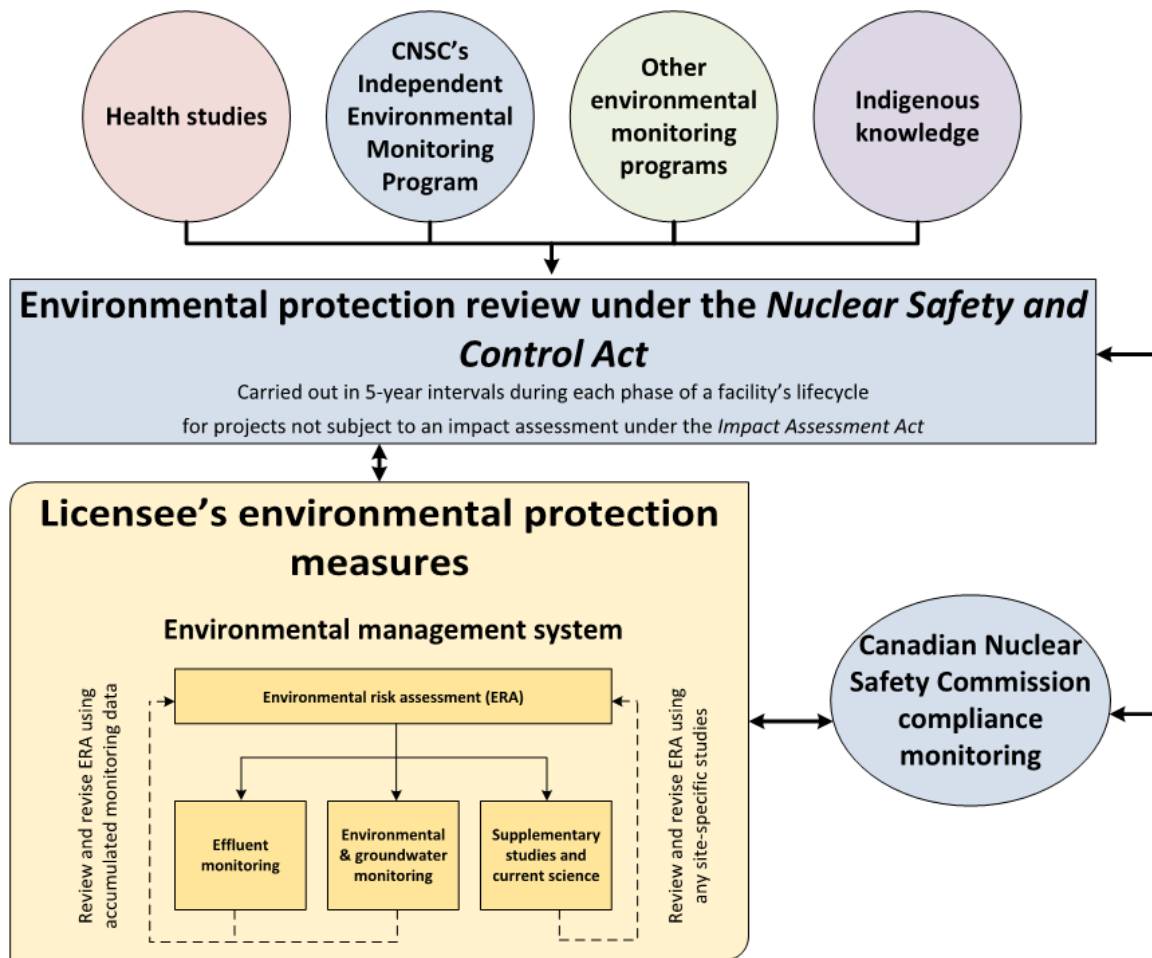 Health studies
CNSC's
Independent
Environmental
Monitoring
Program
Other
environmental
monitoring
programs
Indigenous
knowledge
Environmental protection review under the Nuclear Safety and
Control Act
Carried out in 5-year intervals during each phase of a facility's lifecycle
for projects not subject to an impact assessment under the Impact Assessment Act
Licensee's environmental protection
measures
Environmental management system
Review and revise ERA using
accumulated monitoring data
Environmental risk assessment (ERA)
Effluent
monitoring
Environmental
& groundwater
monitoring
Supplementary
studies and
current science
Review and revise ERA using
any site-specific studies
Canadian Nuclear
Safety Commission
compliance
monitoring